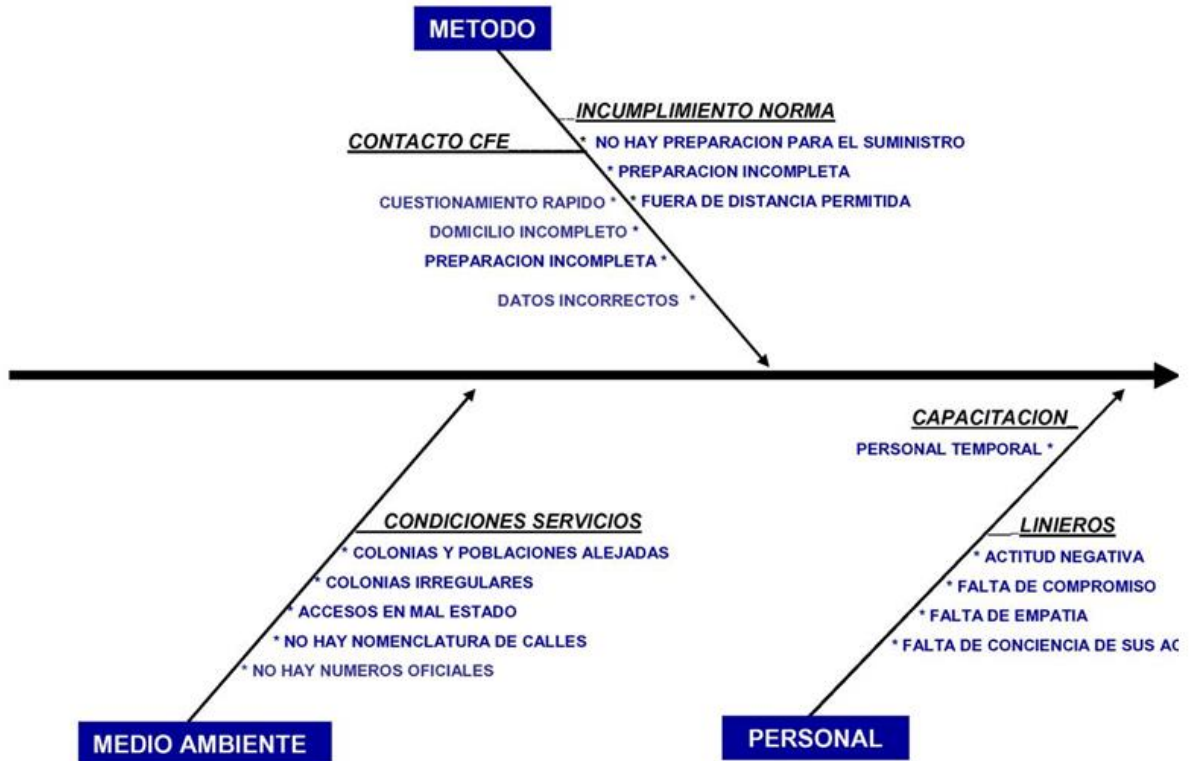 METODO
INCUMPLIMIENTO NORMA
* NO HAY PREPARACION PARA EL SUMINISTRO
* PREPARACION INCOMPLETA
* FUERA DE DISTANCIA PERMITIDA
CONTACTO CFE
CUESTIONAMIENTO RAPIDO *
DOMICILIO INCOMPLETO *
PREPARACION INCOMPLETA *
DATOS INCORRECTOS *
CAPACITACION
PERSONAL TEMPORAL *
CONDICIONES SERVICIOS
* COLONIAS Y POBLACIONES ALEJADAS
* COLONIAS IRREGULARES
* ACCESOS EN MAL ESTADO
* NO HAY NOMENCLATURA DE CALLES
* NO HAY NUMEROS OFICIALES
MEDIO AMBIENTE
LINIEROS
* ACTITUD NEGATIVA
* FALTA DE COMPROMISO
* FALTA DE EMPATIA
* FALTA DE CONCIENCIA DE SUS
PERSONAL